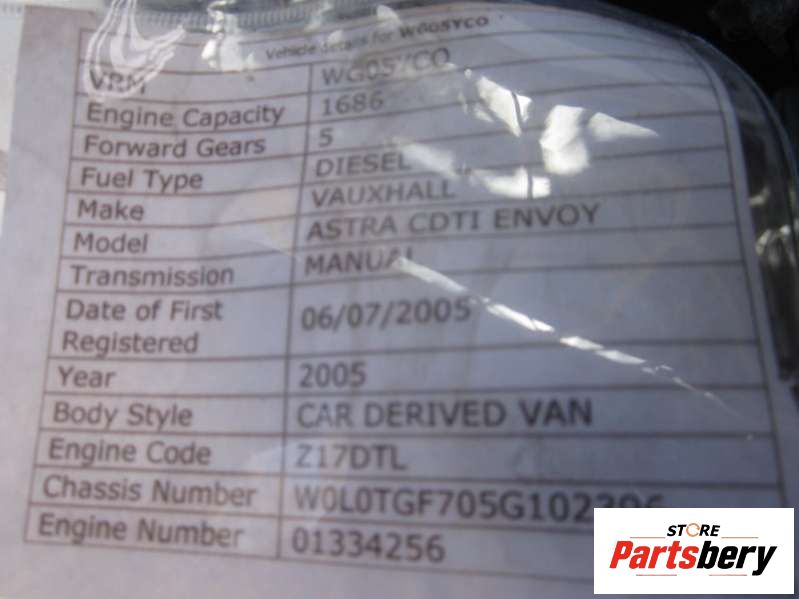 Vehicle details for WG05YCO
VRM WG05YCO
Engine Capacity 1686
Forward Gears 5
Fuel Type DIESEL
Make VAUXHALL
Model ASTRA CDTI ENVOY
Transmission MANUAL
Date of First
Registered 06/07/2005
Year 2005
Body Style CAR DERIVED VAN
Engine Code Z17DTL
Chassis Number
Engine Number 01334256
STORE
Partsbery